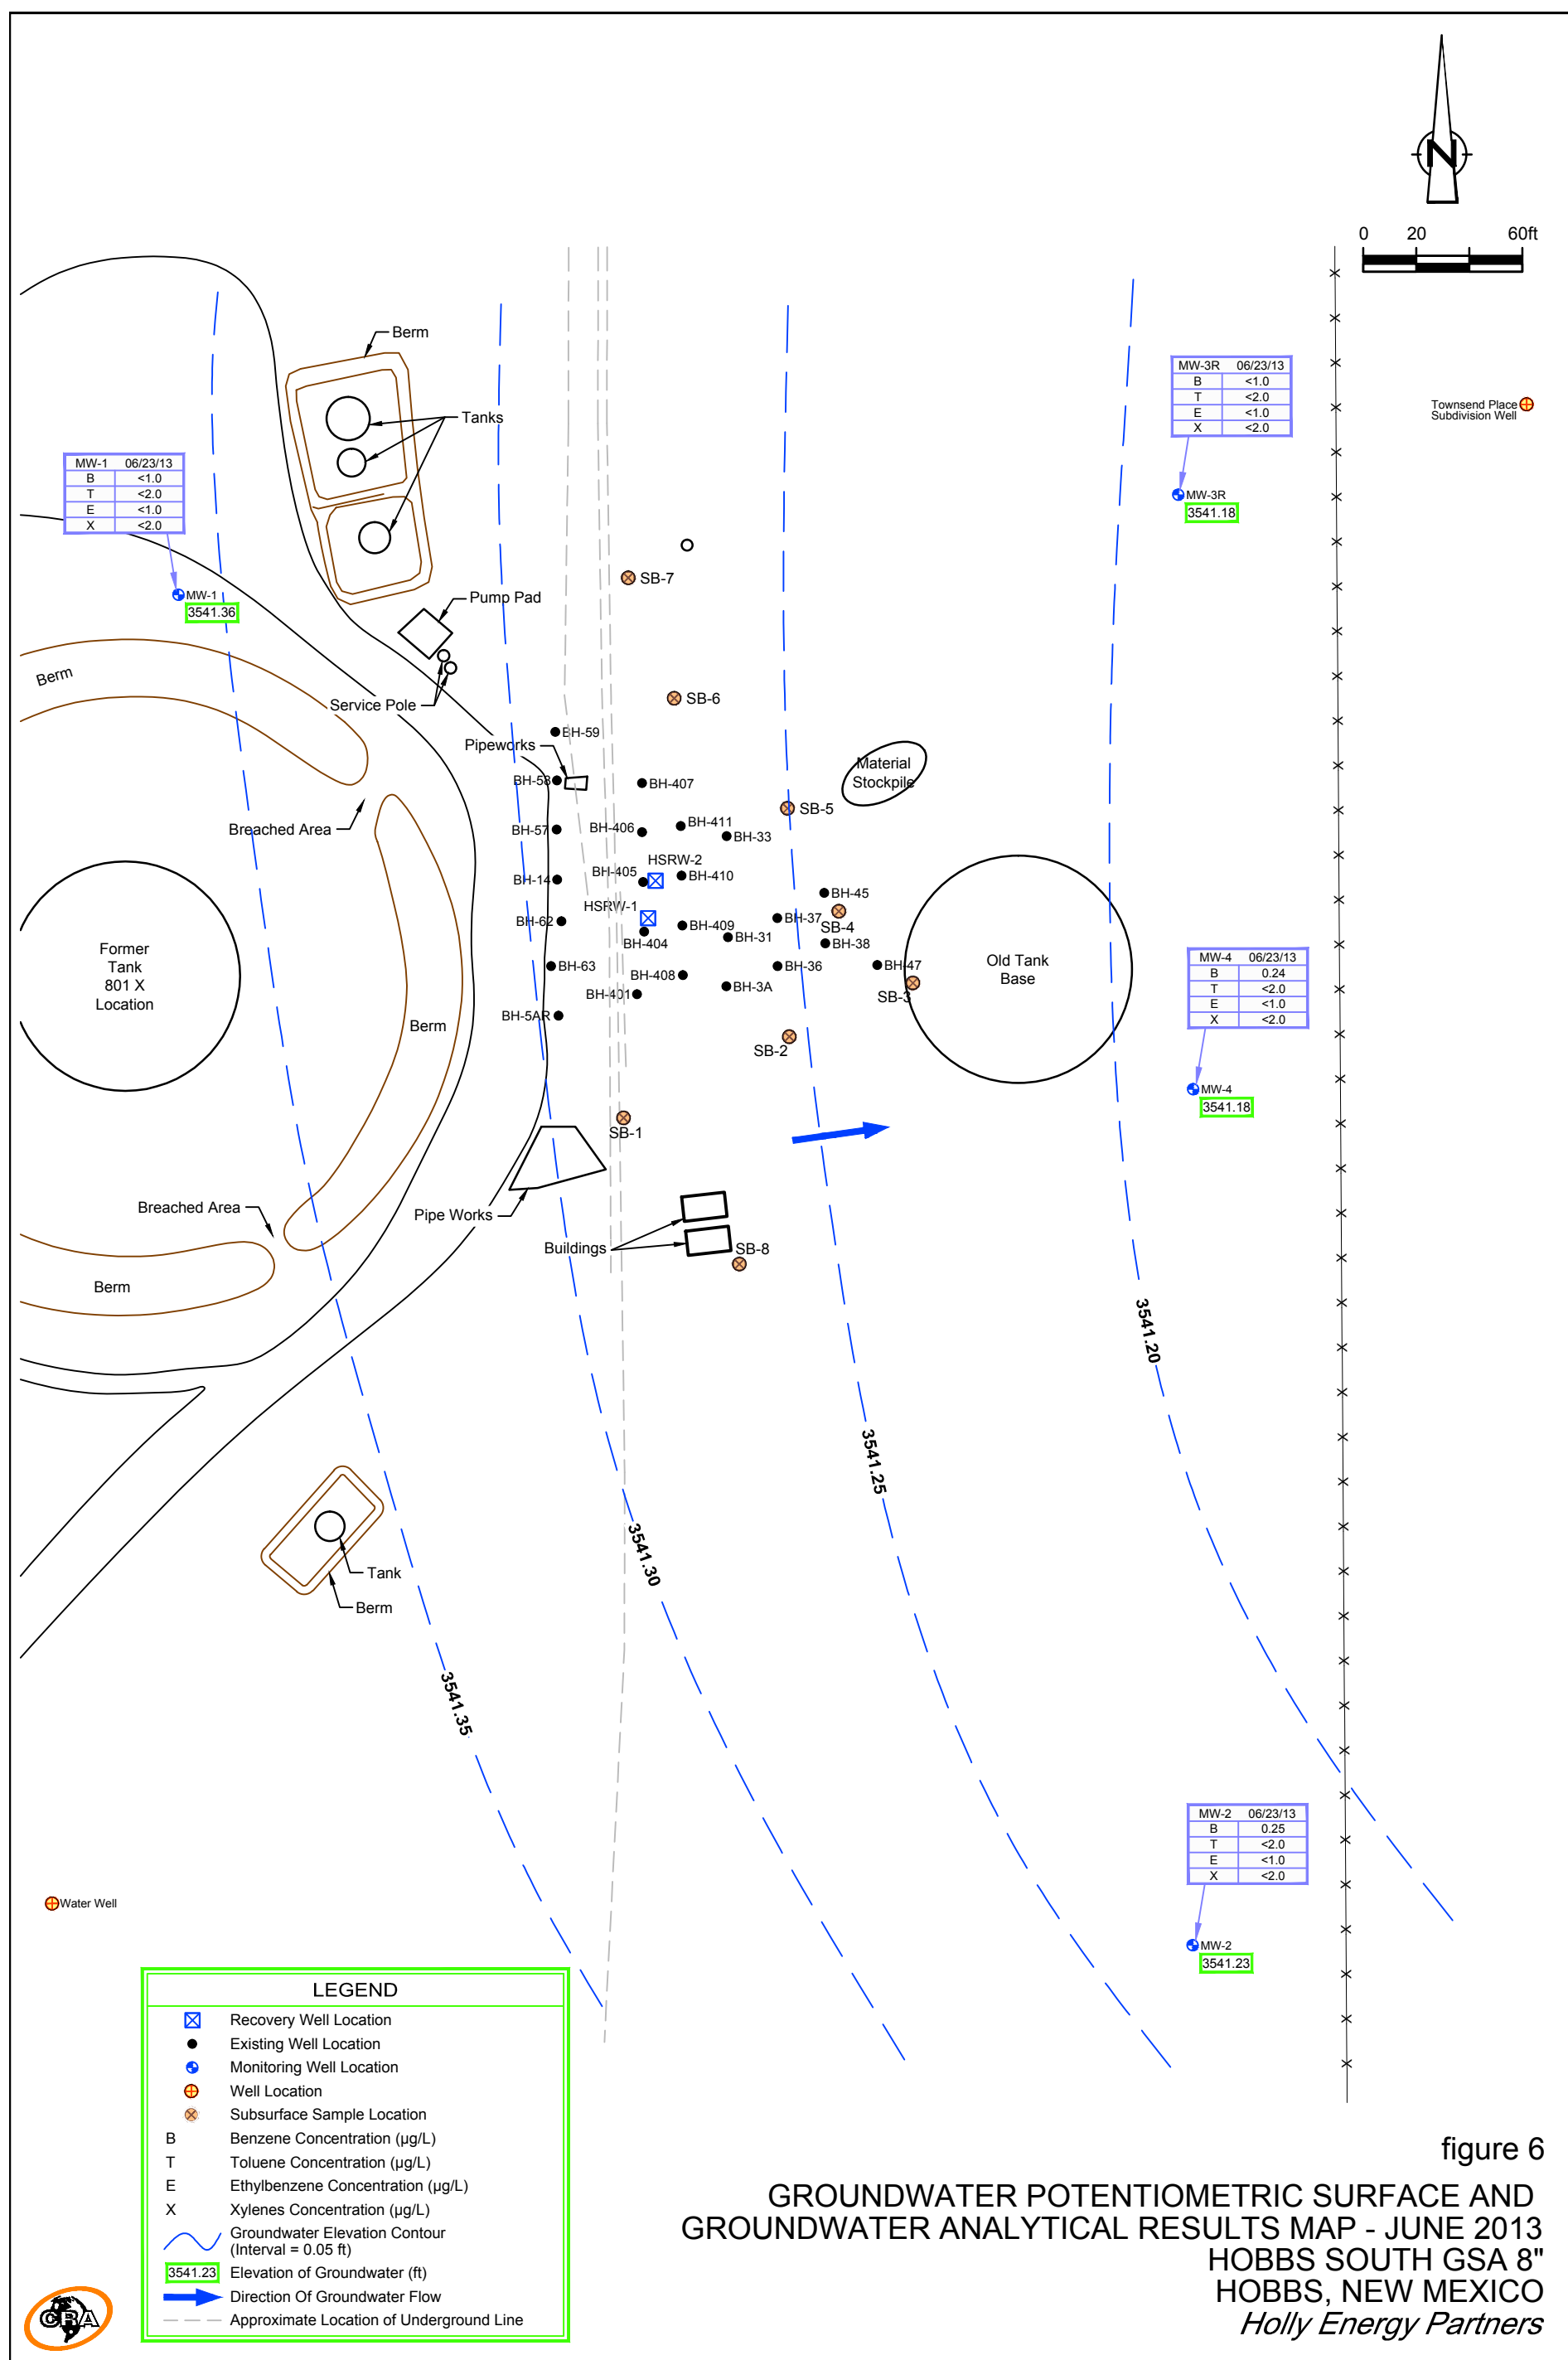 N
0 20 60ft
Berm
Tanks
MW-3R 06/23/13
B <1.0
T <2.0
E <1.0
X <2.0
Townsend Place
Subdivision Well
MW-1 06/23/13
B <1.0
T <2.0
E <1.0
X <2.0
MW-3R
3541.18
MW-1
3541.36
SB-7
Pump Pad
Berm
Service Pole
SB-6
BH-59
Pipeworks
BH-58
BH-407
Material
Stockpile
SB-5
Breached Area
BH-57
BH-406
BH-411
BH-33
HSRW-2
BH-14
BH-405
BH-410
BH-45
HSRW-1
BH-62
BH-404
BH-409
BH-31
BH-37
SB-4
BH-38
Former
Tank
801 X
Location
BH-63
BH-408
BH-36
BH-47
Old Tank
Base
BH-401
BH-3A
SB-3
BH-5AR
Berm
SB-2
MW-4 06/23/13
B 0.24
T <2.0
E <1.0
X <2.0
MW-4
3541.18
SB-1
Breached Area
Pipe Works
Buildings
SB-8
Berm
3541.20
3541.25
3541.30
3541.35
Tank
Berm
MW-2 06/23/13
B 0.25
T <2.0
E <1.0
X <2.0
MW-2
3541.23
Water Well
LEGEND
Recovery Well Location
Existing Well Location
Monitoring Well Location
Well Location
Subsurface Sample Location
B Benzene Concentration (µg/L)
T Toluene Concentration (µg/L)
E Ethylbenzene Concentration (µg/L)
X Xylenes Concentration (µg/L)
Groundwater Elevation Contour
(Interval = 0.05 ft)
3541.23 Elevation of Groundwater (ft)
Direction Of Groundwater Flow
Approximate Location of Underground Line
CRA
figure 6
GROUNDWATER POTENTIOMETRIC SURFACE AND
GROUNDWATER ANALYTICAL RESULTS MAP - JUNE 2013
HOBBS SOUTH GSA 8"
HOBBS, NEW MEXICO
Holly Energy Partners